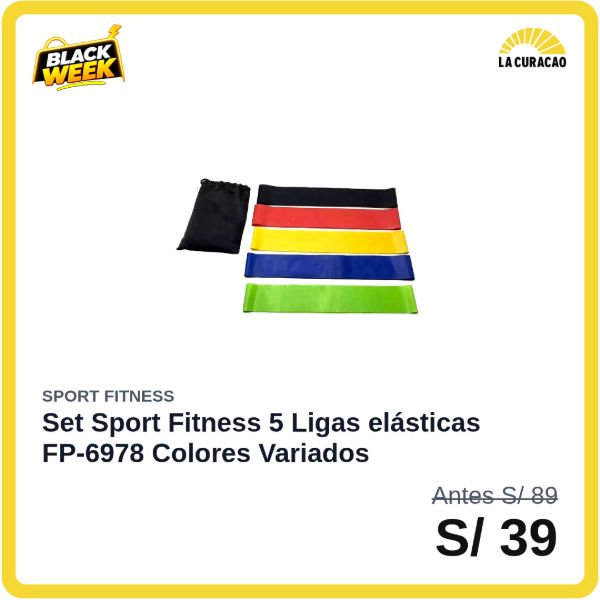 BLACK
WEEK
LA CURACAO
SPORT FITNESS
Set Sport Fitness 5 Ligas elásticas
FP-6978 Colores Variados
Antes S/ 89
S/ 39